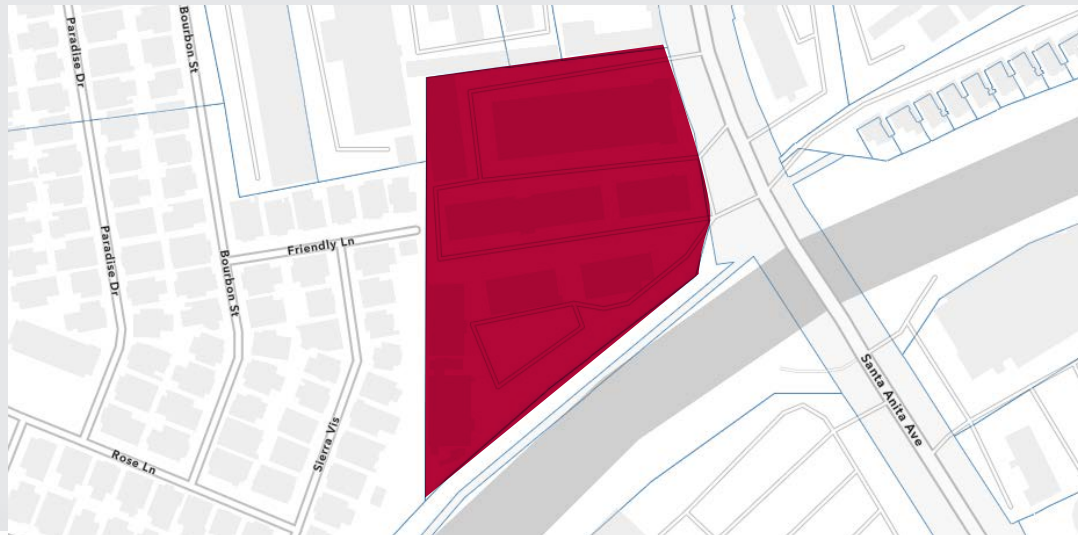 Paradise Dr
Bourbon St
Paradise Dr
Bourbon St
Friendly Ln
Rose Ln
Sierra Vis
Santa Anita Ave